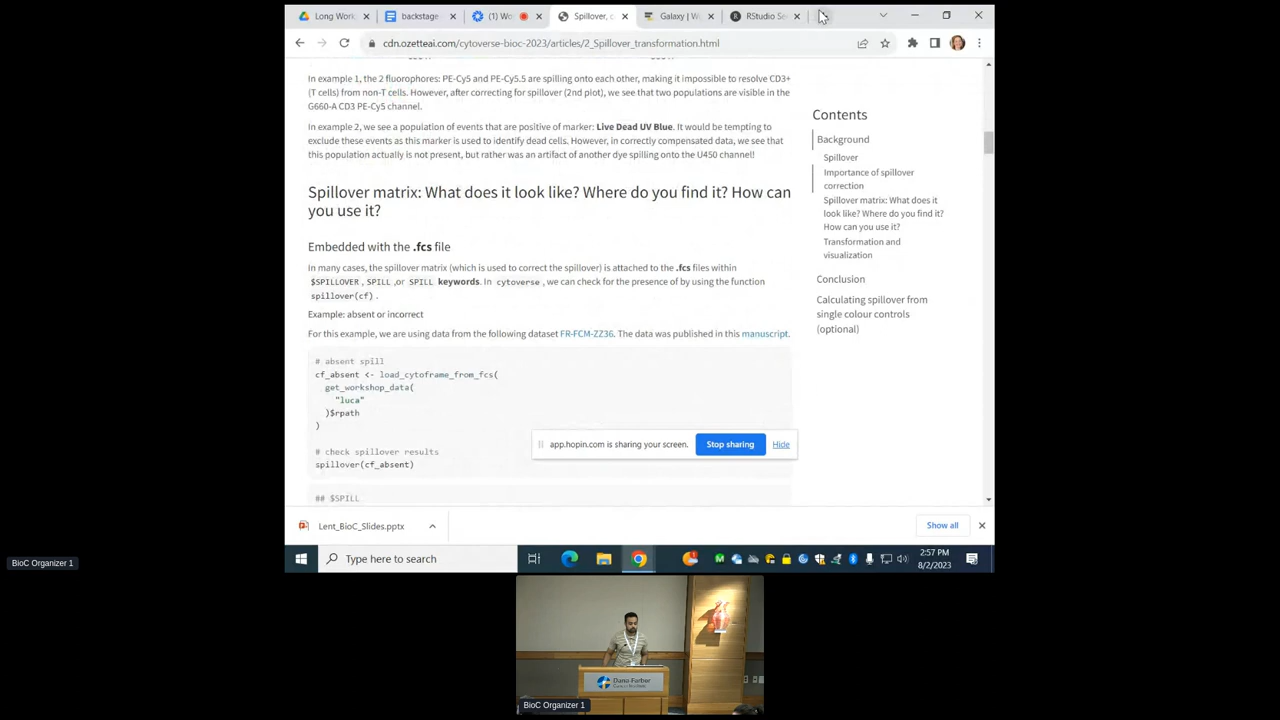 Long Work
backstage
(1) Wo
Spillover, c
Galaxy | W
RStudio Se
cdn.ozetteai.com/cytoverse-bioc-2023/articles/2_Spillover_transformation.html
In example 1, the 2 fluorophores: PE-Cy5 and PE-Cy5.5 are spilling onto each other, making it impossible to resolve CD3+
(T cells) from non-T cells. However, after correcting for spillover (2nd plot), we see that two populations are visible in the
G660-A CD3 PE-Cy5 channel.
In example 2, we see a population of events that are positive of marker: Live Dead UV Blue. It would be tempting to
exclude these events as this marker is used to identify dead cells. However, in correctly compensated data, we see that
this population actually is not present, but rather was an artifact of another dye spilling onto the U450 channel!
Spillover matrix: What does it look like? Where do you find it? How can
you use it?
Embedded with the .fcs file
In many cases, the spillover matrix (which is used to correct the spillover) is attached to the .fcs files within
$SPILLOVER , SPILL ,or SPILL keywords. In cytoverse , we can check for the presence of by using the function
spillover(cf) .
Example: absent or incorrect
For this example, we are using data from the following dataset FR-FCM-ZZ36. The data was published in this manuscript.
# absent spill
cf_absent <- load_cytoframe_from_fcs(
get_workshop_data(
"luca"
)$rpath
)
# check spillover results
spillover(cf_absent)
## $SPILL
Contents
Background
Spillover
Importance of spillover
correction
Spillover matrix: What does it
look like? Where do you find it?
How can you use it?
Transformation and
visualization
Conclusion
Calculating spillover from
single colour controls
(optional)
app.hopin.com is sharing your screen.
Stop sharing
Hide
Lent_BioC_Slides.pptx
Show all
Type here to search
2:57 PM
8/2/2023
BioC Organizer 1
Dana Farber
BioC Organizer 1